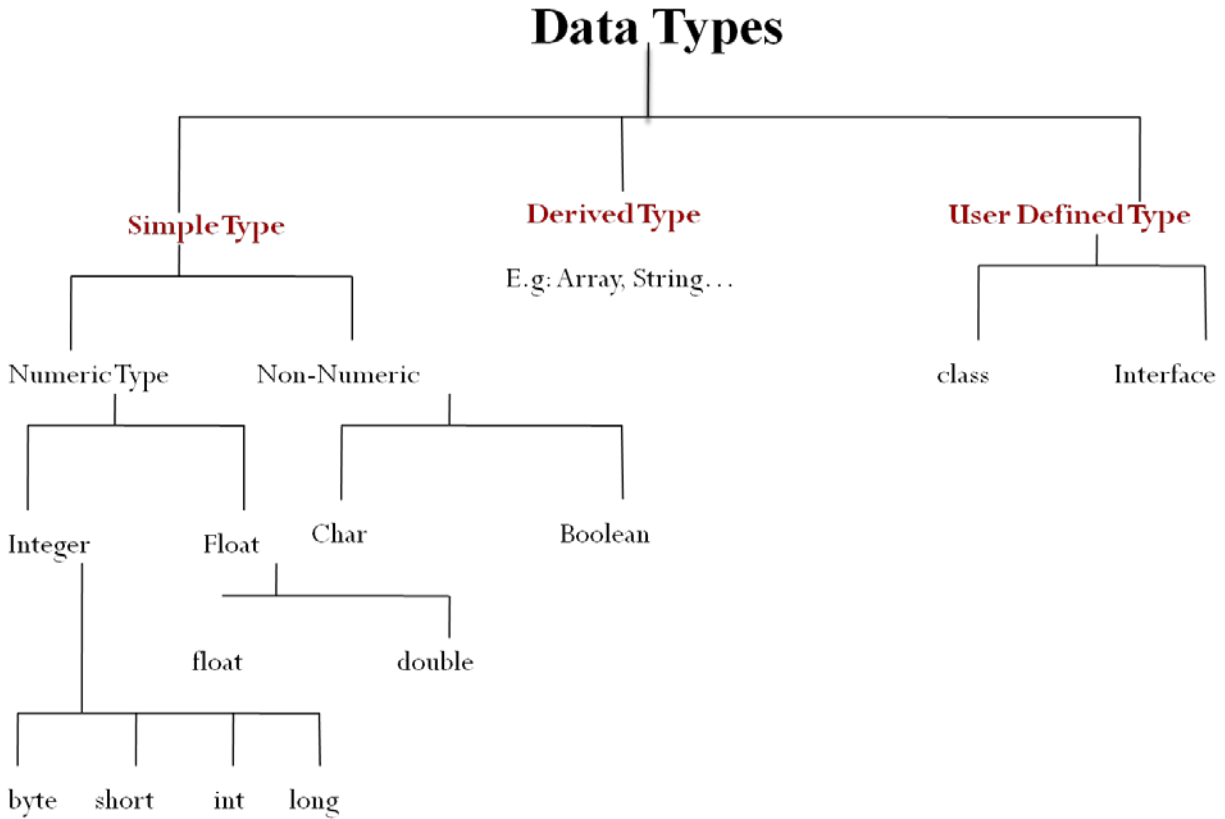 Data Types
Simple Type
Derived Type
User Defined Type
E.g: Array, String...
Numeric Type
Non-Numeric
class
Interface
Integer
Float
Char
Boolean
float
double
byte
short
int
long